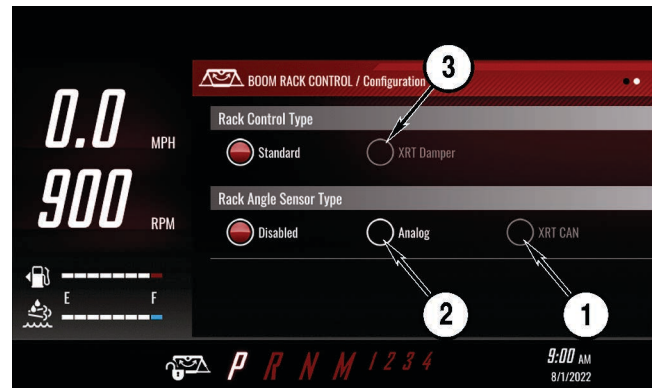 BOOM RACK CONTROL / Configuration
3
0.0 MPH
Rack Control Type
Standard XRT Damper
900 RPM
Rack Angle Sensor Type
Disabled Analog XRT CAN
E F
2 1
P R N M 1 2 3 4
9:00 AM
8/1/2022